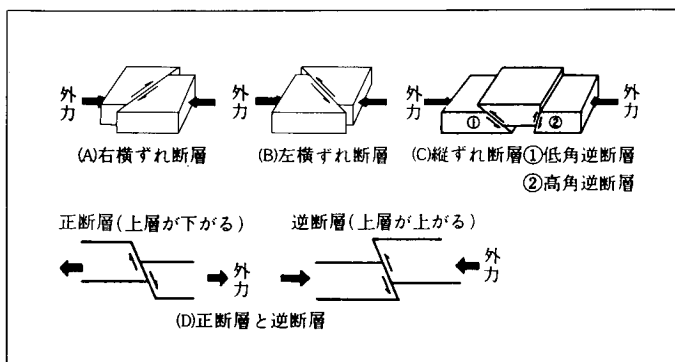 外力
外力
外力
外力
① ②
(A)右横ずれ断層
(B)左横ずれ断層
(C)縦ずれ断層①低角逆断層
②高角逆断層
正断層(上層が下がる)
逆断層(上層が上がる)
外力
外力
(D)正断層と逆断層